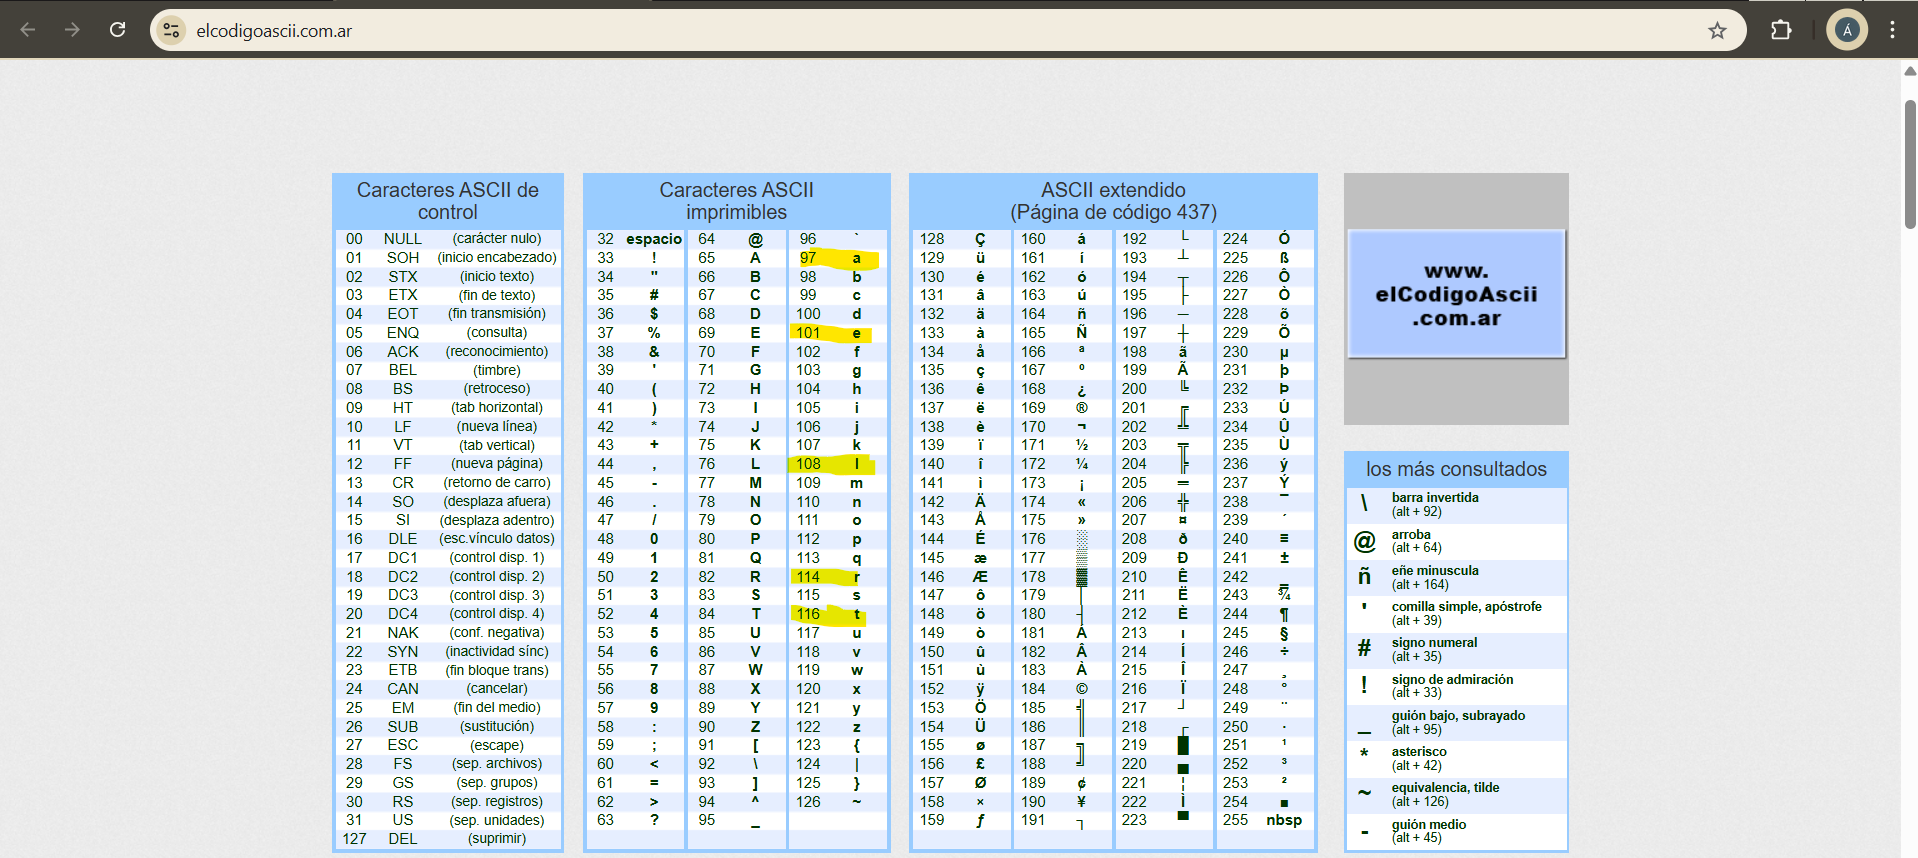 elcodigoascii.com.ar
Á
Caracteres ASCII de
control
00 NULL (carácter nulo)
01 SOH (inicio encabezado)
02 STX (inicio texto)
03 ETX (fin de texto)
04 EOT (fin transmisión)
05 ENQ (consulta)
06 ACK (reconocimiento)
07 BEL (timbre)
08 BS (retroceso)
09 HT (tab horizontal)
10 LF (nueva línea)
11 VT (tab vertical)
12 FF (nueva página)
13 CR (retorno de carro)
14 SO (desplaza afuera)
15 SI (desplaza adentro)
16 DLE (esc.vínculo datos)
17 DC1 (control disp. 1)
18 DC2 (control disp. 2)
19 DC3 (control disp. 3)
20 DC4 (control disp. 4)
21 NAK (conf. negativa)
22 SYN (inactividad sínc)
23 ETB (fin bloque trans)
24 CAN (cancelar)
25 EM (fin del medio)
26 SUB (sustitución)
27 ESC (escape)
28 FS (sep. archivos)
29 GS (sep. grupos)
30 RS (sep. registros)
31 US (sep. unidades)
127 DEL (suprimir)
Caracteres ASCII
imprimibles
32 espacio 64 @ 96 `
33 ! 65 A 97 a
34 " 66 B 98 b
35 # 67 C 99 c
36 $ 68 D 100 d
37 % 69 E 101 e
38 & 70 F 102 f
39 ' 71 G 103 g
40 ( 72 H 104 h
41 ) 73 I 105 i
42 * 74 J 106 j
43 + 75 K 107 k
44 , 76 L 108 l
45 - 77 M 109 m
46 . 78 N 110 n
47 / 79 O 111 o
48 0 80 P 112 p
49 1 81 Q 113 q
50 2 82 R 114 r
51 3 83 S 115 s
52 4 84 T 116 t
53 5 85 U 117 u
54 6 86 V 118 v
55 7 87 W 119 w
56 8 88 X 120 x
57 9 89 Y 121 y
58 : 90 Z 122 z
59 ; 91 [ 123 {
60 < 92 \ 124 |
61 = 93 ] 125 }
62 > 94 ^ 126 ~
63 ? 95 _
ASCII extendido
(Página de código 437)
128 Ç 160 á 192 └ 224 Ó
129 ü 161 í 193 ┴ 225 ß
130 é 162 ó 194 ┬ 226 Ô
131 â 163 ú 195 ├ 227 Ò
132 ä 164 ñ 196 ─ 228 õ
133 à 165 Ñ 197 ┼ 229 Õ
134 å 166 ª 198 ã 230 µ
135 ç 167 º 199 Ã 231 þ
136 ê 168 ¿ 200 ╚ 232 Þ
137 ë 169 ® 201 ╔ 233 Ú
138 è 170 ¬ 202 ╩ 234 Û
139 ï 171 ½ 203 ╦ 235 Ù
140 î 172 ¼ 204 ╠ 236 ý
141 ì 173 ¡ 205 ═ 237 Ý
142 Ä 174 « 206 ╬ 238 ¯
143 Å 175 » 207 ¤ 239 ´
144 É 176 ░ 208 ð 240 ≡
145 æ 177 ▒ 209 Ð 241 ±
146 Æ 178 ▓ 210 Ê 242 ‗
147 ô 179 │ 211 Ë 243 ¾
148 ö 180 ┤ 212 È 244 ¶
149 ò 181 Á 213 ı 245 §
150 û 182 Â 214 Í 246 ÷
151 ù 183 À 215 Î 247 ¸
152 ÿ 184 © 216 Ï 248 °
153 Ö 185 ╣ 217 ┘ 249 ¨
154 Ü 186 ║ 218 ┌ 250 ·
155 ø 187 ╗ 219 █ 251 ¹
156 £ 188 ╝ 220 ▄ 252 ³
157 Ø 189 ¢ 221 ¦ 253 ²
158 × 190 ¥ 222 Ì 254 ■
159 ƒ 191 ┐ 223 ▀ 255 nbsp
www.
elCodigoAscii
.com.ar
los más consultados
\ barra invertida
(alt + 92)
@ arroba
(alt + 64)
ñ eñe minuscula
(alt + 164)
' comilla simple, apóstrofe
(alt + 39)
# signo numeral
(alt + 35)
! signo de admiración
(alt + 33)
_ guión bajo, subrayado
(alt + 95)
* asterisco
(alt + 42)
~ equivalencia, tilde
(alt + 126)
- guión medio
(alt + 45)